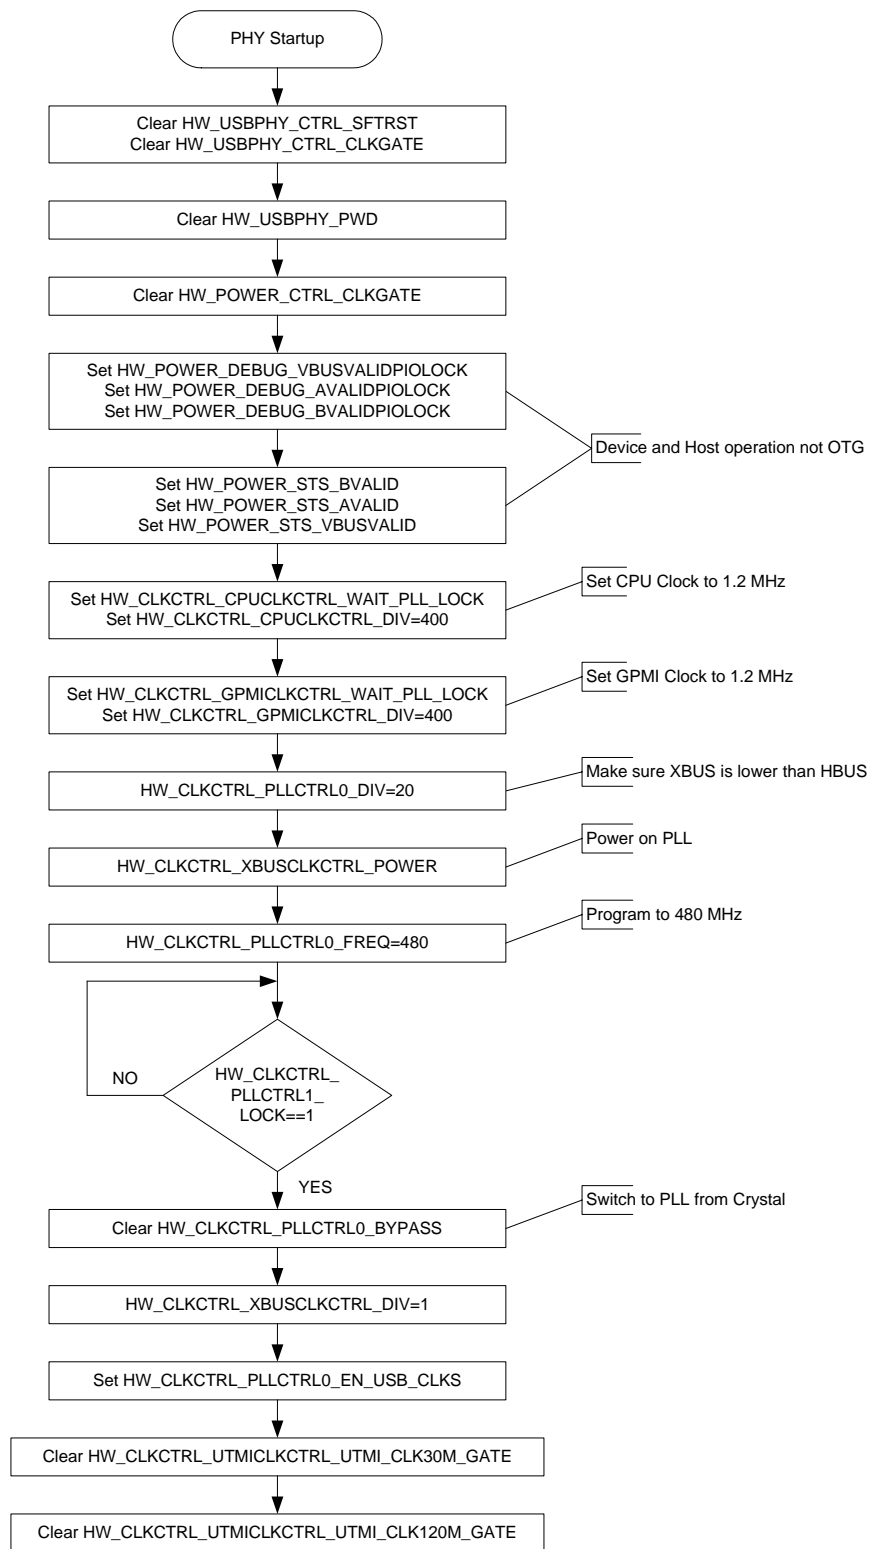 PHY Startup
Clear HW_USBPHY_CTRL_SFTRST
Clear HW_USBPHY_CTRL_CLKGATE
Clear HW_USBPHY_PWD
Clear HW_POWER_CTRL_CLKGATE
Set HW_POWER_DEBUG_VBUSVALIDPIOLOCK
Set HW_POWER_DEBUG_AVALIDPIOLOCK
Set HW_POWER_DEBUG_BVALIDPIOLOCK
Device and Host operation not OTG
Set HW_POWER_STS_BVALID
Set HW_POWER_STS_AVALID
Set HW_POWER_STS_VBUSVALID
Set CPU Clock to 1.2 MHz
Set HW_CLKCTRL_CPUCLKCTRL_WAIT_PLL_LOCK
Set HW_CLKCTRL_CPUCLKCTRL_DIV=400
Set GPMI Clock to 1.2 MHz
Set HW_CLKCTRL_GPMICLKCTRL_WAIT_PLL_LOCK
Set HW_CLKCTRL_GPMICLKCTRL_DIV=400
Make sure XBUS is lower than HBUS
HW_CLKCTRL_PLLCTRL0_DIV=20
Power on PLL
HW_CLKCTRL_XBUSCLKCTRL_POWER
Program to 480 MHz
HW_CLKCTRL_PLLCTRL0_FREQ=480
NO
HW_CLKCTRL_
PLLCTRL1_
LOCK==1
YES
Switch to PLL from Crystal
Clear HW_CLKCTRL_PLLCTRL0_BYPASS
HW_CLKCTRL_XBUSCLKCTRL_DIV=1
Set HW_CLKCTRL_PLLCTRL0_EN_USB_CLKS
Clear HW_CLKCTRL_UTMICLKCTRL_UTMI_CLK30M_GATE
Clear HW_CLKCTRL_UTMICLKCTRL_UTMI_CLK120M_GATE